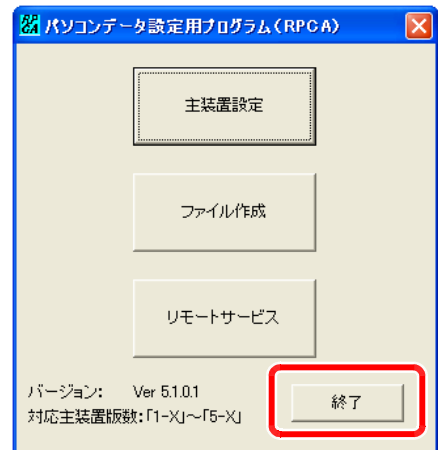 RP
CA パソコンデータ設定用プログラム(RPCA)
主装置設定
ファイル作成
リモートサービス
バージョン: Ver 5.1.0.1
対応主装置版数:「1-X」~「5-X」
終了